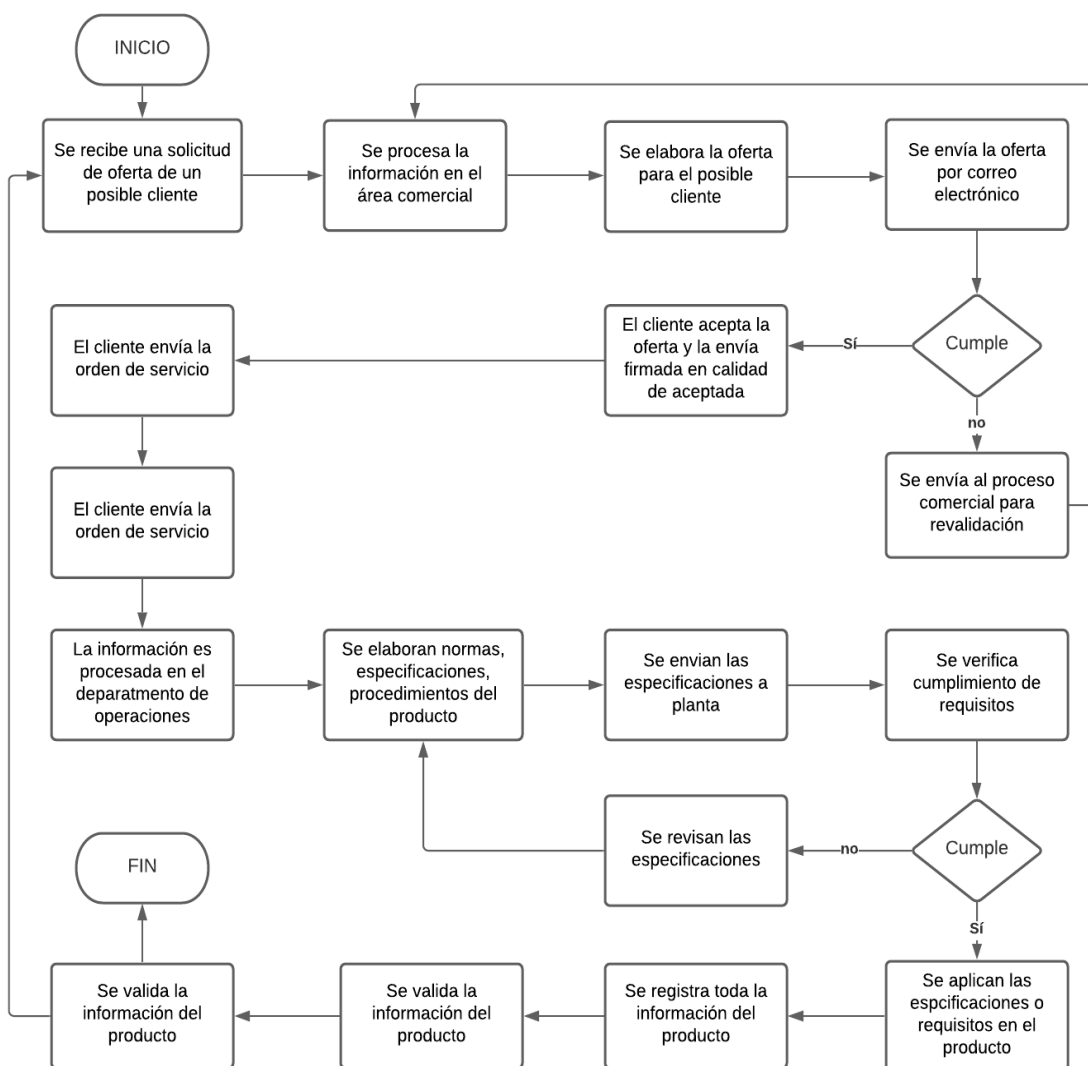 INICIO
Se recibe una solicitud
de oferta de un
posible cliente
Se procesa la
información en el
área comercial
Se elabora la oferta
para el posible
cliente
Se envía la oferta
por correo
electrónico
Cumple
Sí
El cliente acepta la
oferta y la envía
firmada en calidad
de aceptada
no
Se envía al proceso
comercial para
revalidación
El cliente envía la
orden de servicio
El cliente envía la
orden de servicio
La información es
procesada en el
deparatmento de
operaciones
Se elaboran normas,
especificaciones,
procedimientos del
producto
Se envian las
especificaciones a
planta
Se verifica
cumplimiento de
requisitos
Cumple
no
Se revisan las
especificaciones
Sí
Se aplican las
espcificaciones o
requisitos en el
producto
Se registra toda la
información del
producto
Se valida la
información del
producto
Se valida la
información del
producto
FIN